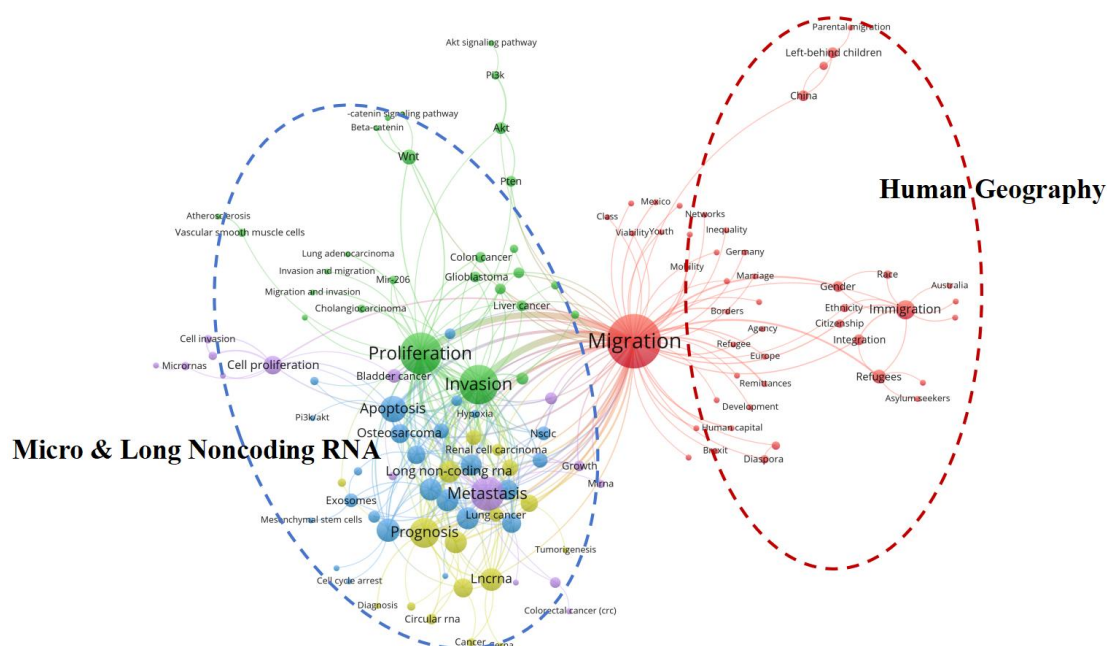 Parental migration
Left-behind children
China
Akt signaling pathway
Pi3k
-catenin signaling pathway
Beta-catenin
Akt
Wnt
Pten
Human Geography
Mexico
Class
Networks
Viability
Youth
Inequality
Atherosclerosis
Vascular smooth muscle cells
Lung adenocarcinoma
Colon cancer
Germany
Invasion and migration
Mir-206
Glioblastoma
Mobility
Marriage
Race
Gender
Australia
Migration and invasion
Cholangiocarcinoma
Liver cancer
Borders
Ethnicity
Immigration
Citizenship
Agency
Cell invasion
Proliferation
Migration
Refugee
Integration
Europe
Micrornas
Cell proliferation
Bladder cancer
Invasion
Remittances
Refugees
Asylum seekers
Apoptosis
Hypoxia
Development
Pi3k/akt
Osteosarcoma
Nsclc
Human capital
Micro & Long Noncoding RNA
Renal cell carcinoma
Brexit
Diaspora
Long non-coding rna
Growth
Mirna
Metastasis
Exosomes
Lung cancer
Mesenchymal stem cells
Prognosis
Tumorigenesis
Cell cycle arrest
Lncrna
Diagnosis
Circular rna
Colorectal cancer (crc)
Cancer